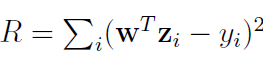 R = ∑ᵢ(𝐰ᵀ𝐳ᵢ − yᵢ)²